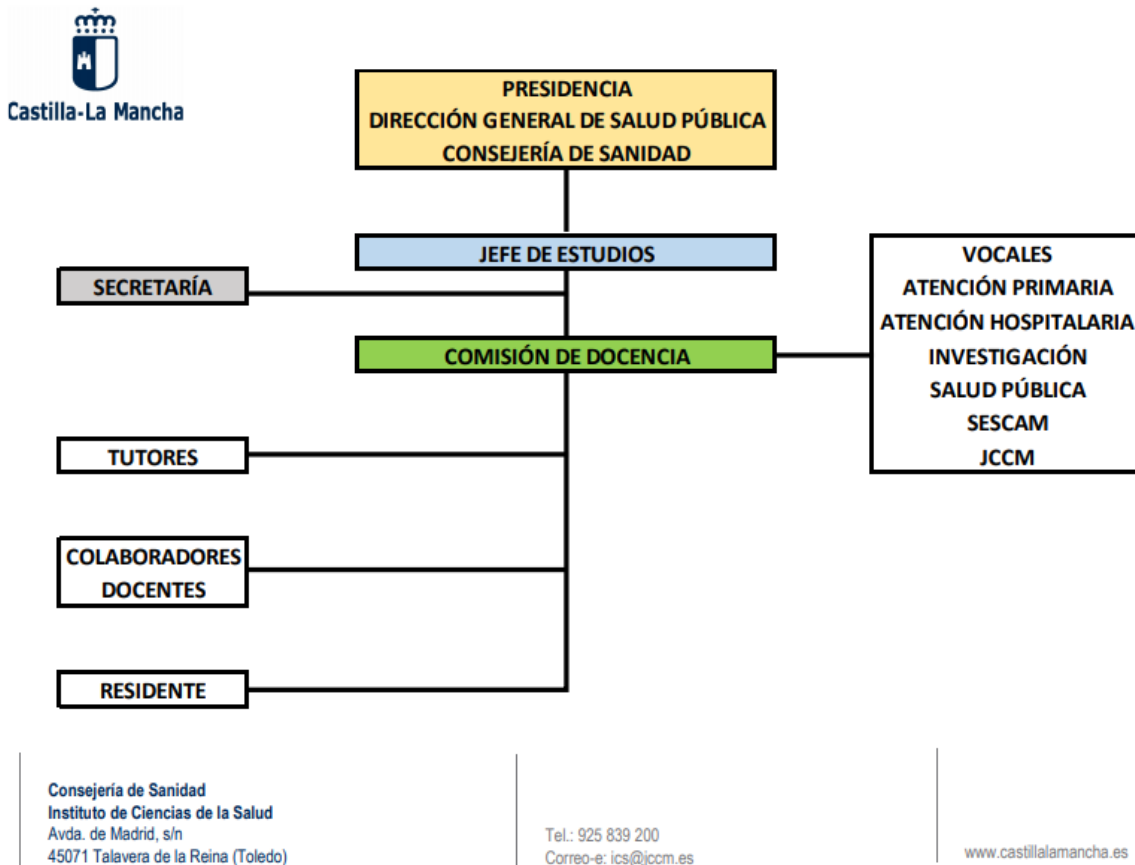 Castilla-La Mancha
PRESIDENCIA
DIRECCIÓN GENERAL DE SALUD PÚBLICA
CONSEJERÍA DE SANIDAD
JEFE DE ESTUDIOS
SECRETARÍA
COMISIÓN DE DOCENCIA
VOCALES
ATENCIÓN PRIMARIA
ATENCIÓN HOSPITALARIA
INVESTIGACIÓN
SALUD PÚBLICA
SESCAM
JCCM
TUTORES
COLABORADORES
DOCENTES
RESIDENTE
Consejería de Sanidad
Instituto de Ciencias de la Salud
Avda. de Madrid, s/n
45071 Talavera de la Reina (Toledo)
Tel.: 925 839 200
Correo-e: ics@jccm.es
www.castillalamancha.es